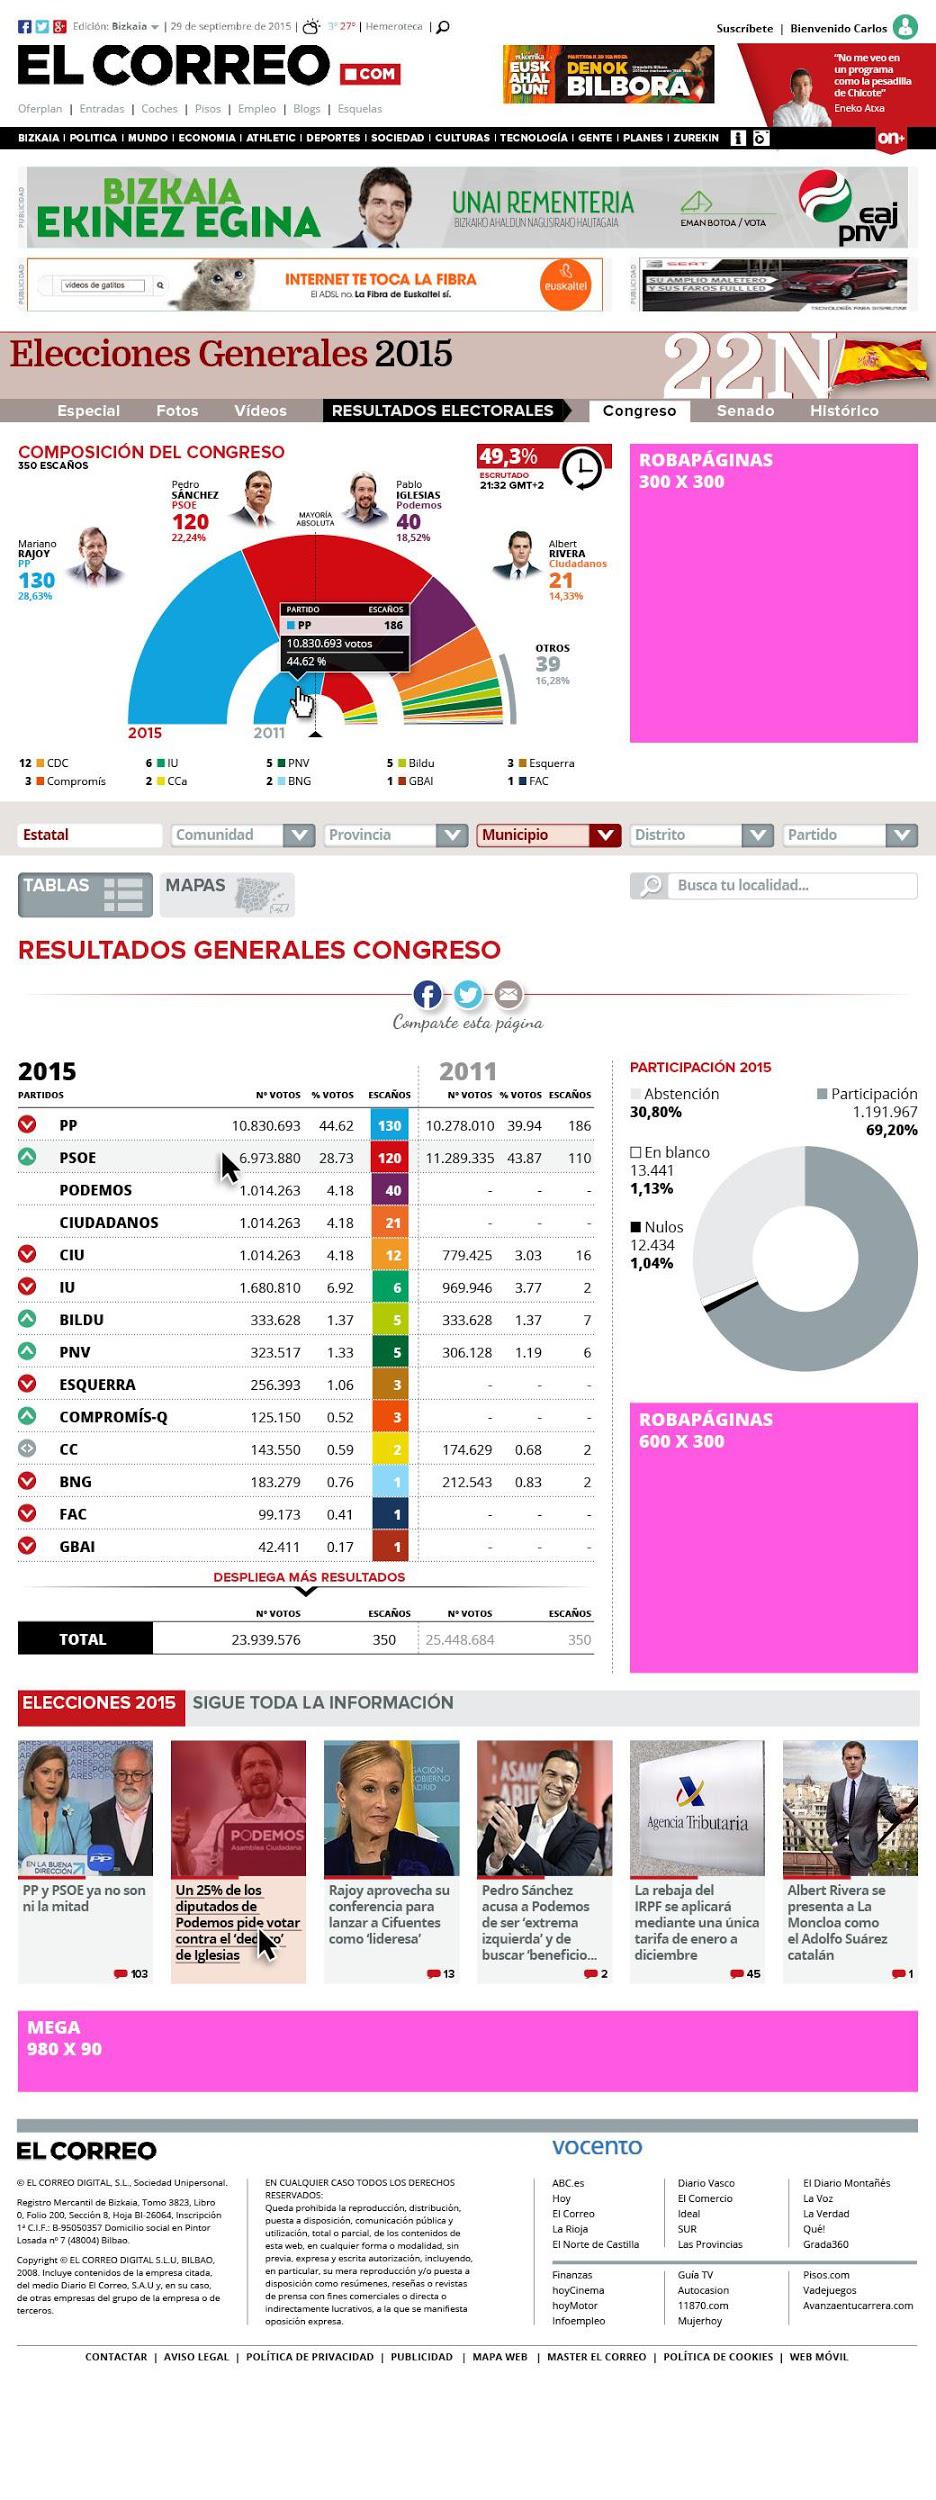 Edición: Bizkaia | 29 de septiembre de 2015 | 3° 27° | Hemeroteca |
Suscríbete | Bienvenido Carlos
EL CORREO .COM
Oferplan | Entradas | Coches | Pisos | Empleo | Blogs | Esquelas
EUSK AHAL DUN!
DENOK
BILBORA
"No me veo en
un programa
como la pesadilla
de Chicote"
Eneko Atxa
BIZKAIA | POLITICA | MUNDO | ECONOMIA | ATHLETIC | DEPORTES | SOCIEDAD | CULTURAS | TECNOLOGÍA | GENTE | PLANES | ZUREKIN
on+
PUBLICIDAD
BIZKAIA
EKINEZ EGINA
UNAI REMENTERIA
BIZKAIKO AHALDUN NAGUSIRAKO HAUTAGAIA
EMAN BOTOA / VOTA
eaj
pnv
PUBLICIDAD
vídeos de gatitos
INTERNET TE TOCA LA FIBRA
El ADSL no. La Fibra de Euskaltel sí.
euskaltel
PUBLICIDAD
SEAT
SU AMPLIO MALETERO
Y SUS FAROS FULL LED
TECNOLOGÍA PARA DISFRUTAR
Elecciones Generales 2015
22N
Especial Fotos Vídeos RESULTADOS ELECTORALES Congreso Senado Histórico
COMPOSICIÓN DEL CONGRESO
350 ESCAÑOS
49,3%
ESCRUTADO
21:32 GMT+2
Mariano
RAJOY
PP
130
28,63%
Pedro
SÁNCHEZ
PSOE
120
22,24%
MAYORÍA
ABSOLUTA
Pablo
IGLESIAS
Podemos
40
18,52%
Albert
RIVERA
Ciudadanos
21
14,33%
OTROS
39
16,28%
PARTIDO ESCAÑOS
PP 186
10.830.693 votos
44.62 %
2015 2011
12 CDC 6 IU 5 PNV 5 Bildu 3 Esquerra
3 Compromís 2 CCa 2 BNG 1 GBAI 1 FAC
ROBAPÁGINAS
300 X 300
Estatal Comunidad Provincia Municipio Distrito Partido
TABLAS MAPAS Busca tu localidad...
RESULTADOS GENERALES CONGRESO
Comparte esta página
2015 2011
PARTIDOS Nº VOTOS % VOTOS ESCAÑOS Nº VOTOS % VOTOS ESCAÑOS
PP 10.830.693 44.62 130 10.278.010 39.94 186
PSOE 6.973.880 28.73 120 11.289.335 43.87 110
PODEMOS 1.014.263 4.18 40 - - -
CIUDADANOS 1.014.263 4.18 21 - - -
CIU 1.014.263 4.18 12 779.425 3.03 16
IU 1.680.810 6.92 6 969.946 3.77 2
BILDU 333.628 1.37 5 333.628 1.37 7
PNV 323.517 1.33 5 306.128 1.19 6
ESQUERRA 256.393 1.06 3 - - -
COMPROMÍS-Q 125.150 0.52 3 - - -
CC 143.550 0.59 2 174.629 0.68 2
BNG 183.279 0.76 1 212.543 0.83 2
FAC 99.173 0.41 1 - - -
GBAI 42.411 0.17 1 - - -
DESPLIEGA MÁS RESULTADOS
Nº VOTOS ESCAÑOS Nº VOTOS ESCAÑOS
TOTAL 23.939.576 350 25.448.684 350
PARTICIPACIÓN 2015
Abstención
30,80%
Participación
1.191.967
69,20%
En blanco
13.441
1,13%
Nulos
12.434
1,04%
ROBAPÁGINAS
600 X 300
ELECCIONES 2015 SIGUE TODA LA INFORMACIÓN
EN LA BUENA
DIRECCIÓN
PP
PODEMOS
Asamblea Ciudadana
Agencia Tributaria
PP y PSOE ya no son
ni la mitad
103
Un 25% de los
diputados de
Podemos pide votar
contra el
de Iglesias
Rajoy aprovecha su
conferencia para
lanzar a Cifuentes
como 'lideresa'
13
Pedro Sánchez
acusa a Podemos
de ser 'extrema
izquierda' y de
buscar 'beneficio...
2
La rebaja del
IRPF se aplicará
mediante una única
tarifa de enero a
diciembre
45
Albert Rivera se
presenta a La
Moncloa como
el Adolfo Suárez
catalán
1
MEGA
980 X 90
EL CORREO
vocento
© EL CORREO DIGITAL, S.L., Sociedad Unipersonal.
Registro Mercantil de Bizkaia, Tomo 3823, Libro
0, Folio 200, Sección 8, Hoja BI-26064, Inscripción
1ª C.I.F.: B-95050357 Domicilio social en Pintor
Losada nº 7 (48004) Bilbao.
Copyright © EL CORREO DIGITAL S.L.U, BILBAO,
2008. Incluye contenidos de la empresa citada,
del medio Diario El Correo, S.A.U y, en su caso,
de otras empresas del grupo de la empresa o de
terceros.
EN CUALQUIER CASO TODOS LOS DERECHOS
RESERVADOS:
Queda prohibida la reproducción, distribución,
puesta a disposición, comunicación pública y
utilización, total o parcial, de los contenidos de
esta web, en cualquier forma o modalidad, sin
previa, expresa y escrita autorización, incluyendo,
en particular, su mera reproducción y/o puesta a
disposición como resúmenes, reseñas o revistas
de prensa con fines comerciales o directa o
indirectamente lucrativos, a la que se manifiesta
oposición expresa.
ABC.es
Hoy
El Correo
La Rioja
El Norte de Castilla
Diario Vasco
El Comercio
Ideal
SUR
Las Provincias
El Diario Montañés
La Voz
La Verdad
Qué!
Grada360
Finanzas
hoyCinema
hoyMotor
Infoempleo
Guía TV
Autocasion
11870.com
Mujerhoy
Pisos.com
Vadejuegos
Avanzaentucarrera.com
CONTACTAR | AVISO LEGAL | POLÍTICA DE PRIVACIDAD | PUBLICIDAD | MAPA WEB | MASTER EL CORREO | POLÍTICA DE COOKIES | WEB MÓVIL